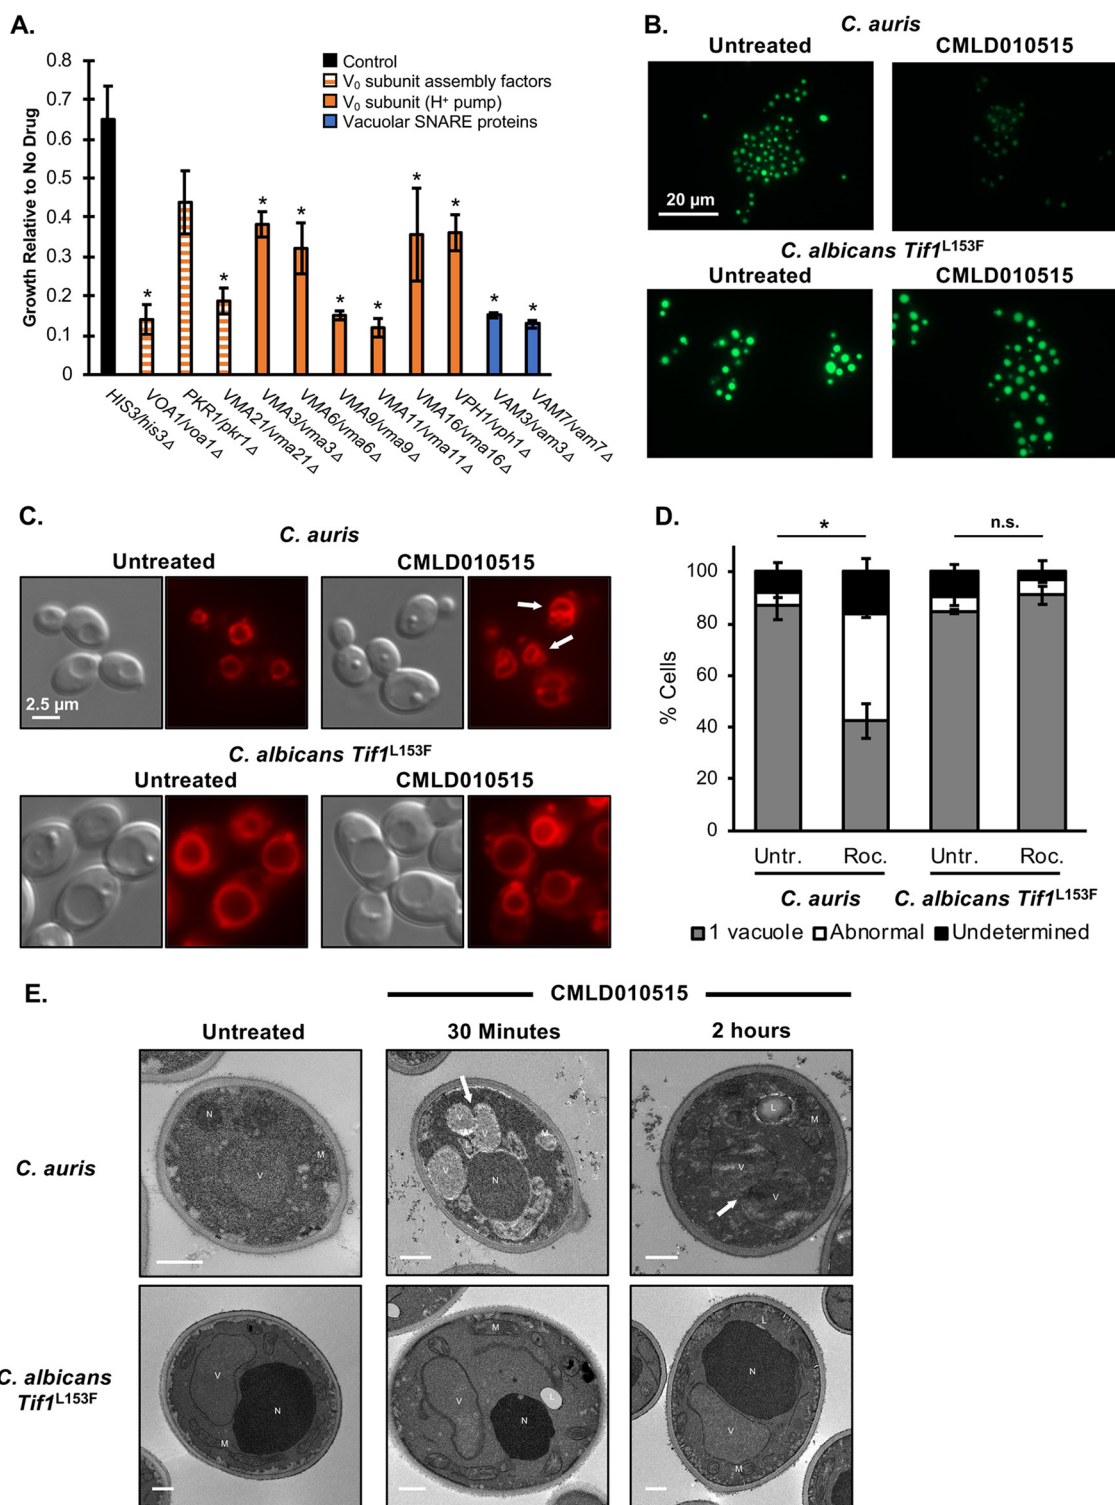 A.
0.8
0.7
0.6
0.5
0.4
0.3
0.2
0.1
0
Growth Relative to No Drug
Control
V₀ subunit assembly factors
V₀ subunit (H⁺ pump)
Vacuolar SNARE proteins
* * * * * * * * * *
HIS3/his3Δ
VOA1/voa1Δ
PKR1/pkr1Δ
VMA21/vma21Δ
VMA3/vma3Δ
VMA6/vma6Δ
VMA9/vma9Δ
VMA11/vma11Δ
VMA16/vma16Δ
VPH1/vph1Δ
VAM3/vam3Δ
VAM7/vam7Δ
B.
C. auris
Untreated CMLD010515
20 µm
C. albicans Tif1L153F
Untreated CMLD010515
C.
C. auris
Untreated CMLD010515
2.5 µm
C. albicans Tif1L153F
Untreated CMLD010515
D.
* n.s.
100
80
60
40
20
0
% Cells
Untr. Roc. Untr. Roc.
C. auris C. albicans Tif1L153F
1 vacuole Abnormal Undetermined
E.
CMLD010515
Untreated 30 Minutes 2 hours
C. auris
N
V
M
V
V
V
M
N
L
M
V
V
C. albicans
Tif1L153F
V
N
M
M
V
L
N
L
N
V
M